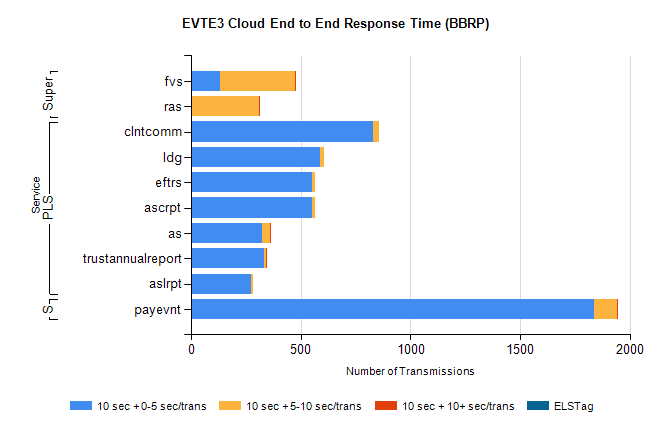 EVTE3 Cloud End to End Response Time (BBRP)
Super
fvs
ras
Service
PLS
clntcomm
ldg
eftrs
ascrpt
as
trustannualreport
aslrpt
S
payevnt
0 500 1000 1500 2000
Number of Transmissions
10 sec +0-5 sec/trans 10 sec +5-10 sec/trans 10 sec + 10+ sec/trans ELSTag